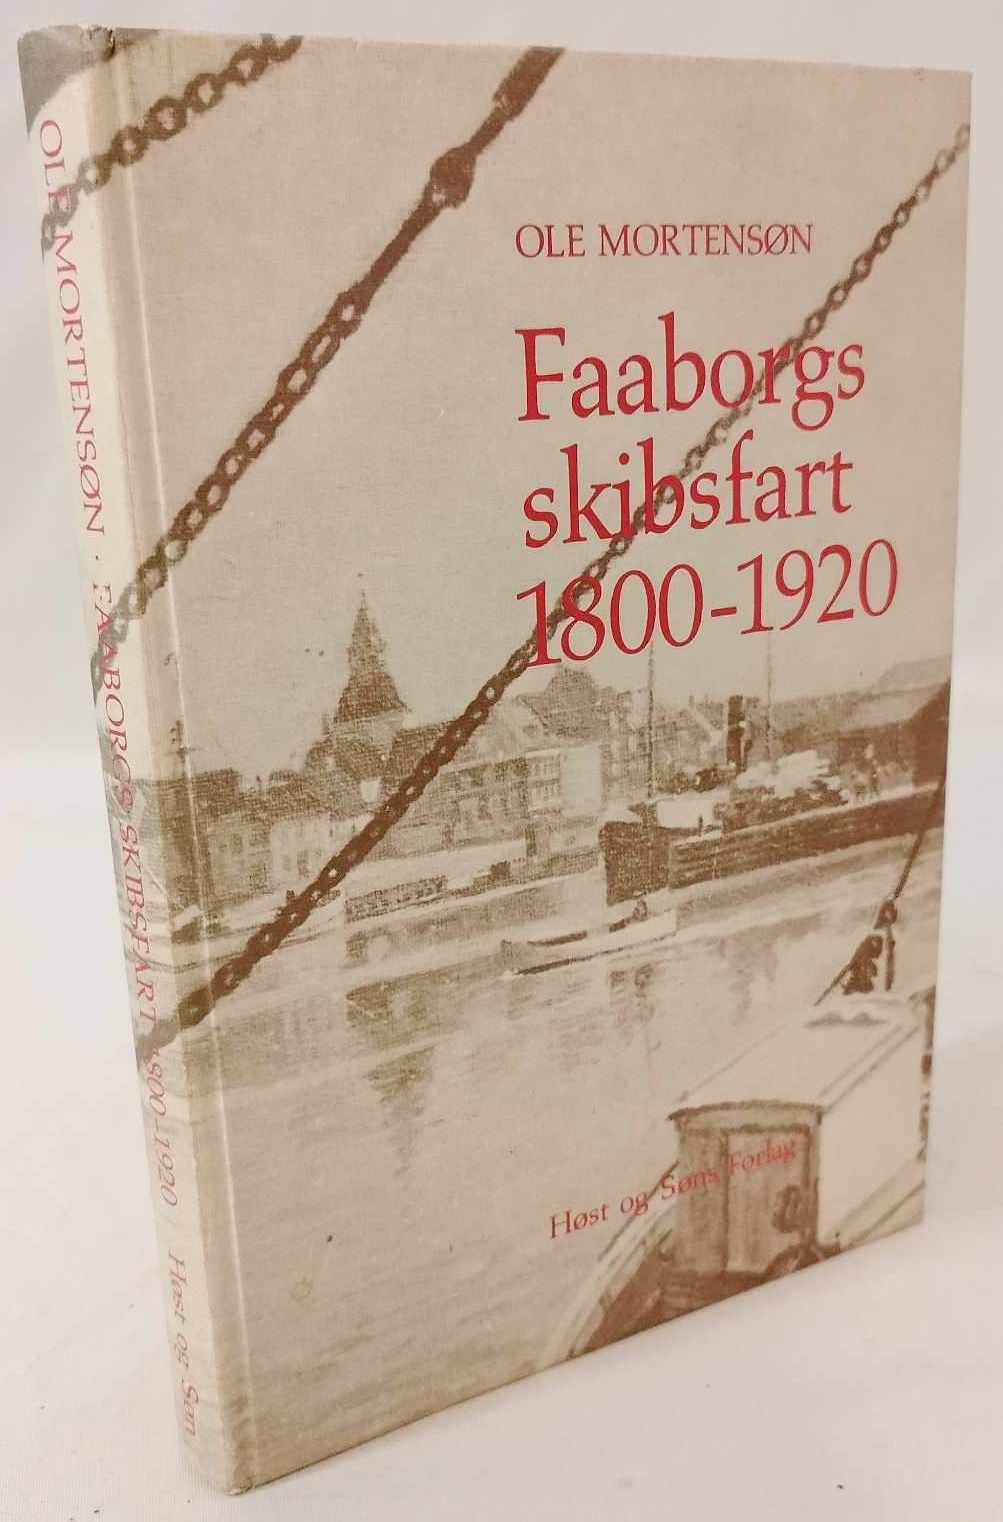 OLE MORTENSØN
Faaborgs
skibsfart
1800-1920
Høst og Søns Forlag
OLE MORTENSØN · FAABORGS SKIBSFART 1800-1920 / Høst og Søn